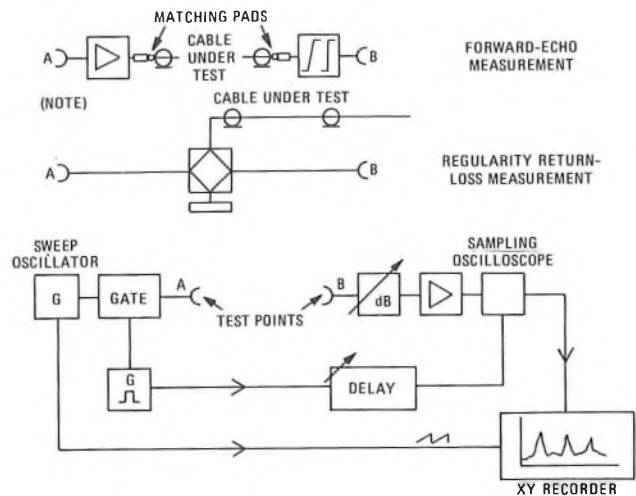 MATCHING PADS
A
CABLE
UNDER
TEST
B
FORWARD-ECHO
MEASUREMENT
(NOTE)
CABLE UNDER TEST
A
B
REGULARITY RETURN-
LOSS MEASUREMENT
SWEEP
OSCILLATOR
SAMPLING
OSCILLOSCOPE
G
GATE
A
TEST POINTS
B
dB
G
DELAY
XY RECORDER